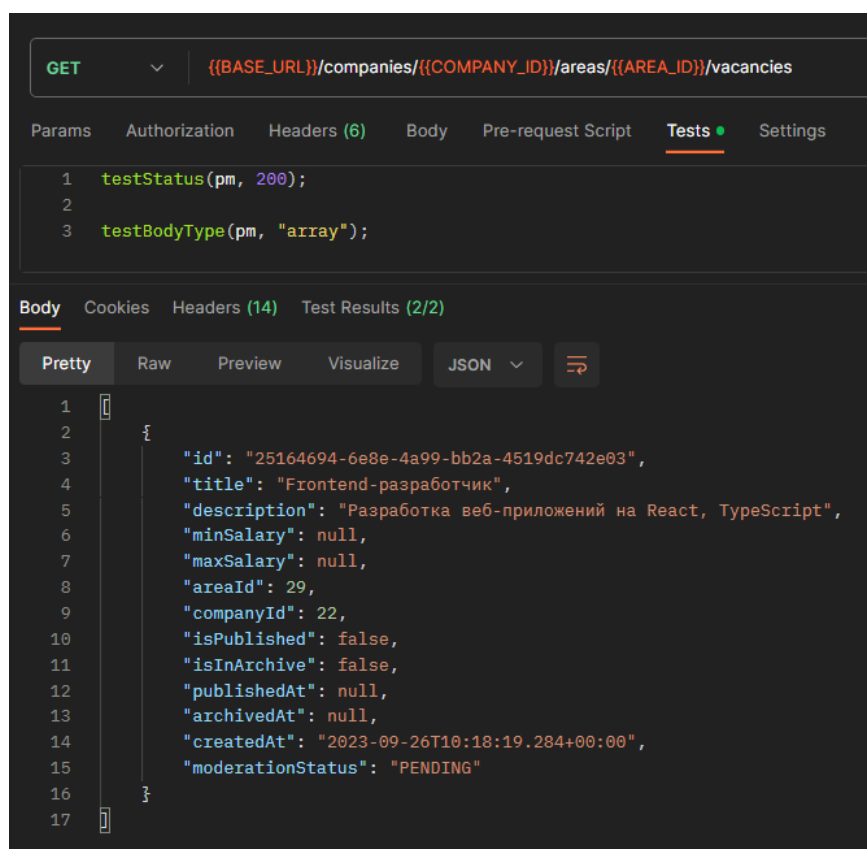 GET {{BASE_URL}}/companies/{{COMPANY_ID}}/areas/{{AREA_ID}}/vacancies
Params Authorization Headers (6) Body Pre-request Script Tests Settings
1 testStatus(pm, 200);
2
3 testBodyType(pm, "array");
Body Cookies Headers (14) Test Results (2/2)
Pretty Raw Preview Visualize JSON
1 [
2 {
3 "id": "25164694-6e8e-4a99-bb2a-4519dc742e03",
4 "title": "Frontend-разработчик",
5 "description": "Разработка веб-приложений на React, TypeScript",
6 "minSalary": null,
7 "maxSalary": null,
8 "areaId": 29,
9 "companyId": 22,
10 "isPublished": false,
11 "isInArchive": false,
12 "publishedAt": null,
13 "archivedAt": null,
14 "createdAt": "2023-09-26T10:18:19.284+00:00",
15 "moderationStatus": "PENDING"
16 }
17 ]